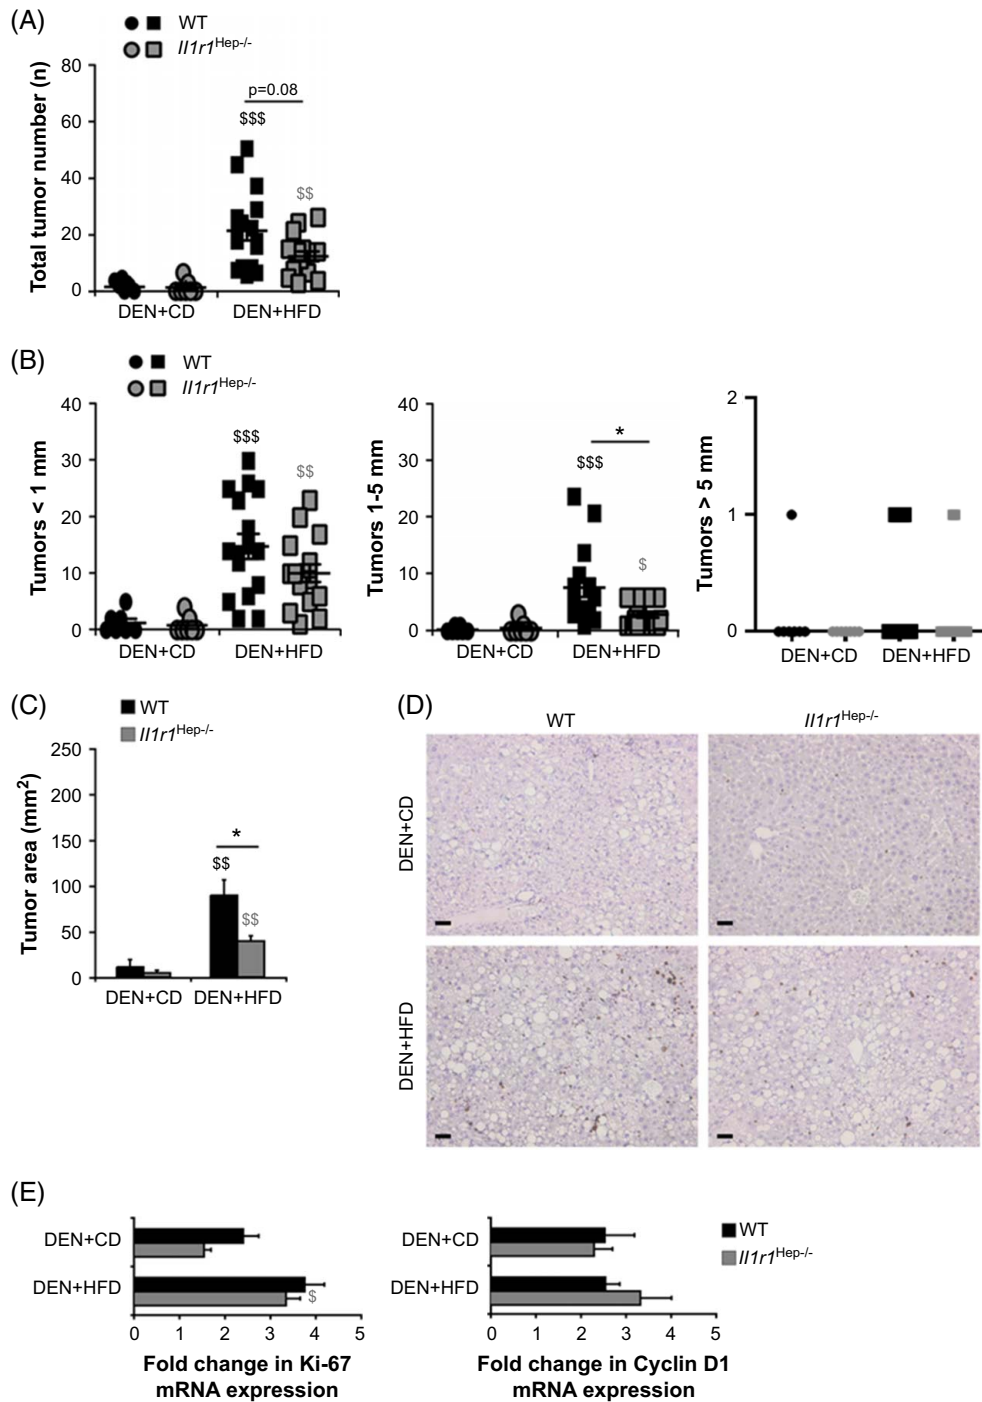 (A)
WT
Il1r1Hep-/-
Total tumor number (n)
80
60
40
20
0
p=0.08
$$$
$$
DEN+CD
DEN+HFD
(B)
WT
Il1r1Hep-/-
Tumors < 1 mm
40
30
20
10
0
$$$
$$
DEN+CD
DEN+HFD
Tumors 1-5 mm
40
30
20
10
0
*
$$$
$
DEN+CD
DEN+HFD
Tumors > 5 mm
2
1
0
DEN+CD
DEN+HFD
(C)
WT
Il1r1Hep-/-
Tumor area (mm2)
250
200
150
100
50
0
*
$$
$$
DEN+CD
DEN+HFD
(D)
WT
Il1r1Hep-/-
DEN+CD
DEN+HFD
(E)
DEN+CD
DEN+HFD
$
0 1 2 3 4 5
Fold change in Ki-67
mRNA expression
DEN+CD
DEN+HFD
0 1 2 3 4 5
Fold change in Cyclin D1
mRNA expression
WT
Il1r1Hep-/-